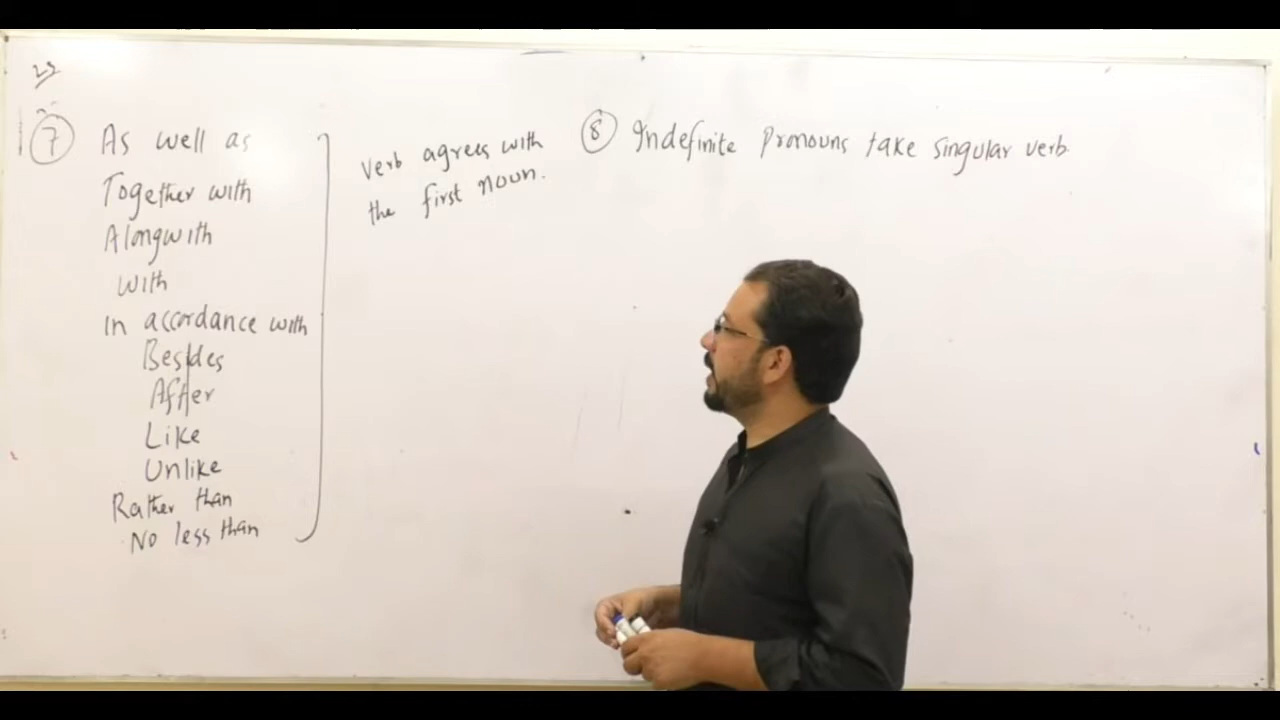 7 As well as
Together with
Alongwith
with
In accordance with
Besides
After
Like
Unlike
Rather than
No less than
Verb agrees with
the first noun.
8 Indefinite Pronouns take singular verb